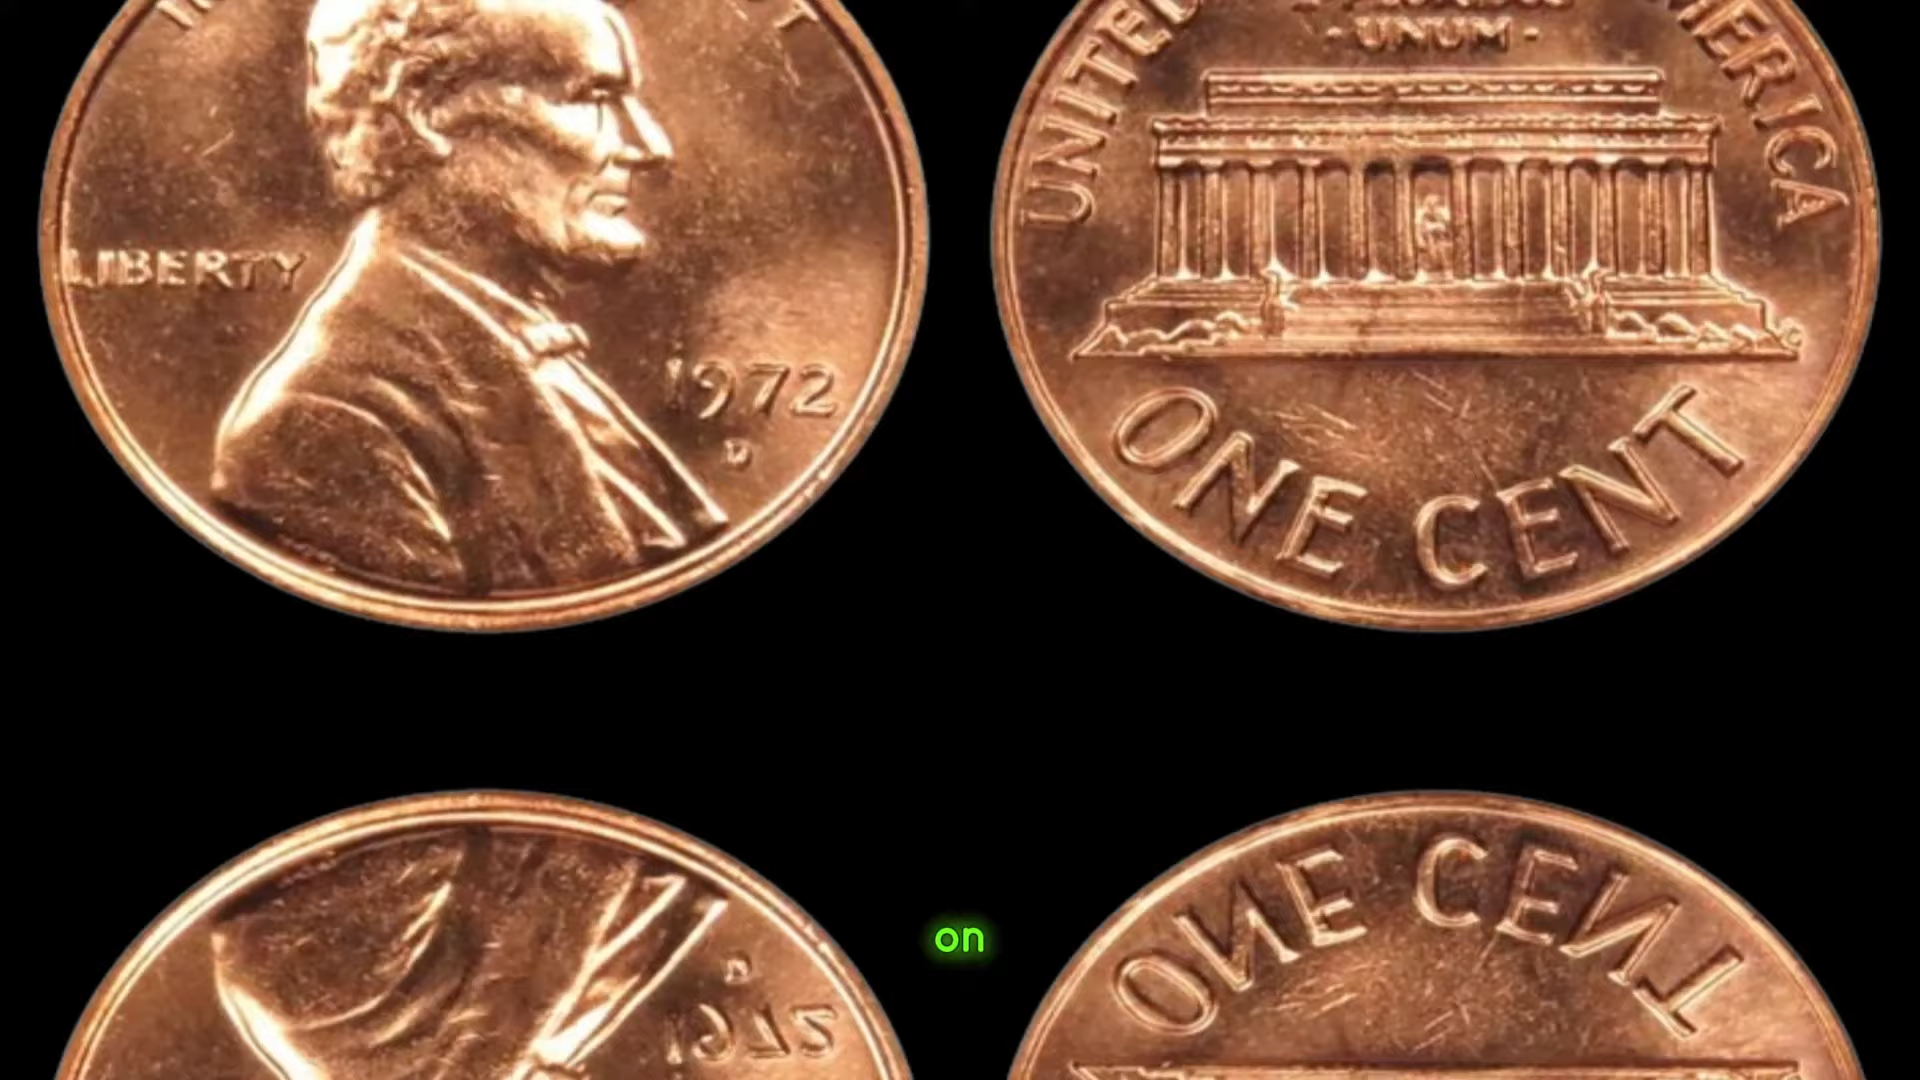 UNITED
AMERICA
UNUM
LIBERTY
1972
D
ONE CENT
on
ONE CENT
D
1972